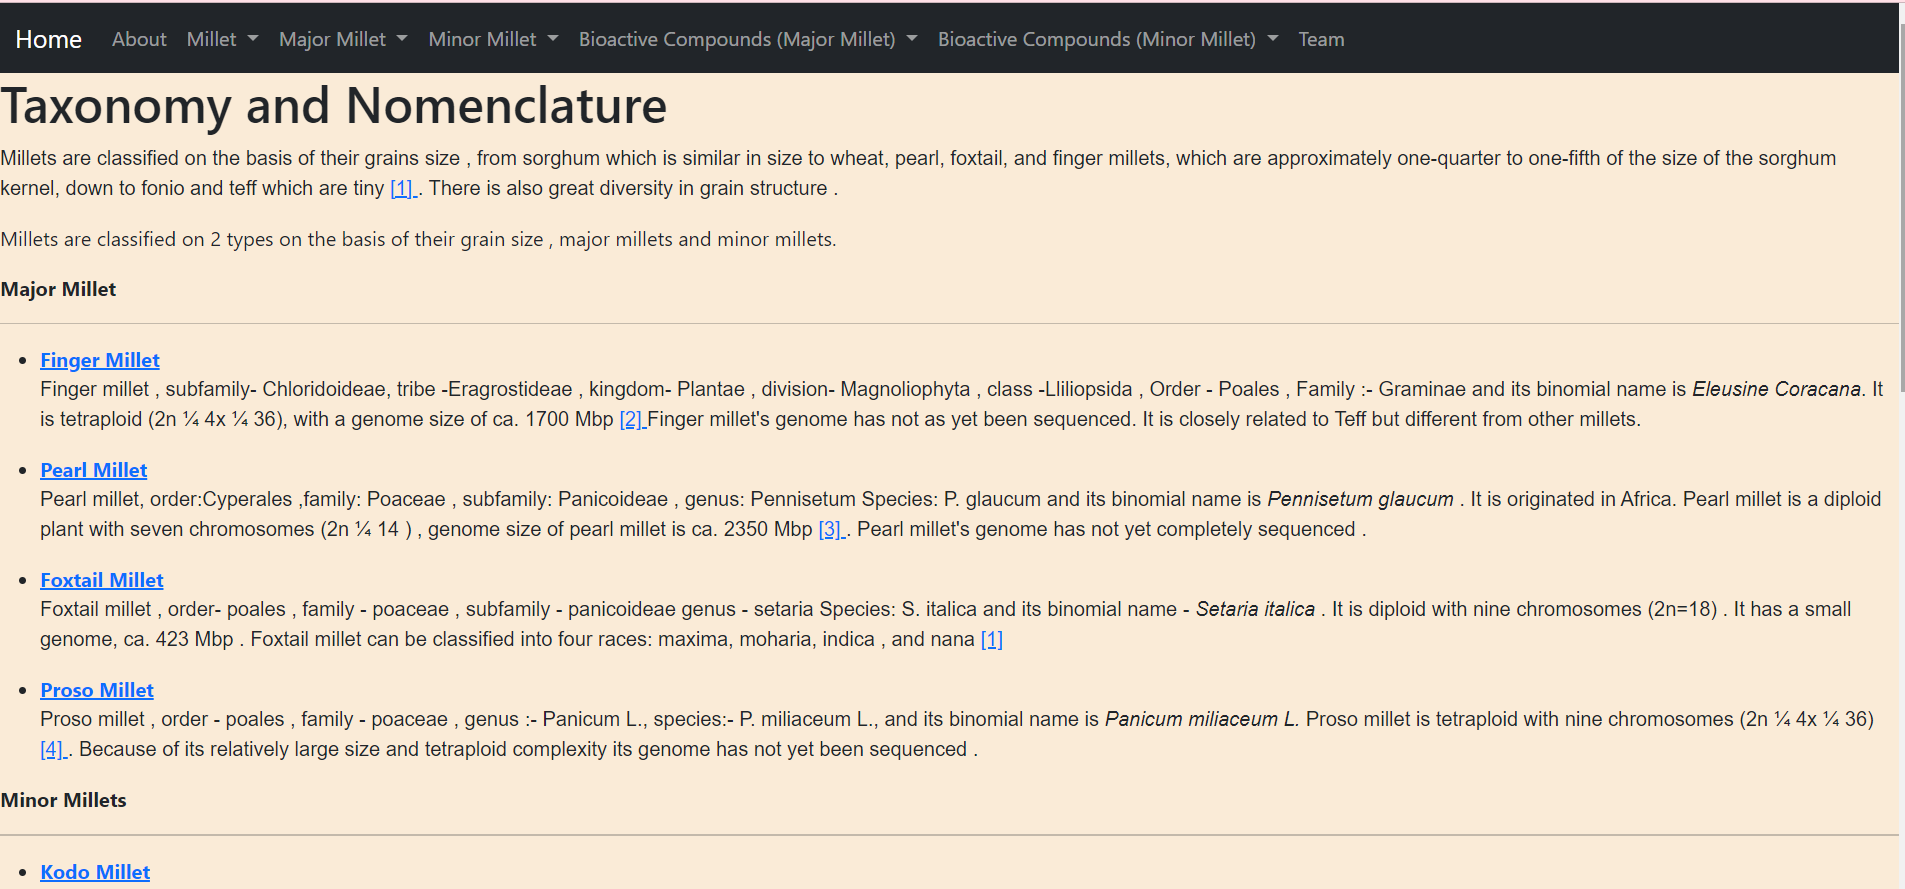 Home About Millet Major Millet Minor Millet Bioactive Compounds (Major Millet) Bioactive Compounds (Minor Millet) Team
Taxonomy and Nomenclature
Millets are classified on the basis of their grains size , from sorghum which is similar in size to wheat, pearl, foxtail, and finger millets, which are approximately one-quarter to one-fifth of the size of the sorghum
kernel, down to fonio and teff which are tiny [1] . There is also great diversity in grain structure .
Millets are classified on 2 types on the basis of their grain size , major millets and minor millets.
Major Millet
Finger Millet
Finger millet , subfamily- Chloridoideae, tribe -Eragrostideae , kingdom- Plantae , division- Magnoliophyta , class -Lliliopsida , Order - Poales , Family :- Graminae and its binomial name is Eleusine Coracana. It
is tetraploid (2n ¼ 4x ¼ 36), with a genome size of ca. 1700 Mbp [2] Finger millet's genome has not as yet been sequenced. It is closely related to Teff but different from other millets.
Pearl Millet
Pearl millet, order:Cyperales ,family: Poaceae , subfamily: Panicoideae , genus: Pennisetum Species: P. glaucum and its binomial name is Pennisetum glaucum . It is originated in Africa. Pearl millet is a diploid
plant with seven chromosomes (2n ¼ 14 ) , genome size of pearl millet is ca. 2350 Mbp [3] . Pearl millet's genome has not yet completely sequenced .
Foxtail Millet
Foxtail millet , order- poales , family - poaceae , subfamily - panicoideae genus - setaria Species: S. italica and its binomial name - Setaria italica . It is diploid with nine chromosomes (2n=18) . It has a small
genome, ca. 423 Mbp . Foxtail millet can be classified into four races: maxima, moharia, indica , and nana [1]
Proso Millet
Proso millet , order - poales , family - poaceae , genus :- Panicum L., species:- P. miliaceum L., and its binomial name is Panicum miliaceum L. Proso millet is tetraploid with nine chromosomes (2n ¼ 4x ¼ 36)
[4] . Because of its relatively large size and tetraploid complexity its genome has not yet been sequenced .
Minor Millets
Kodo Millet